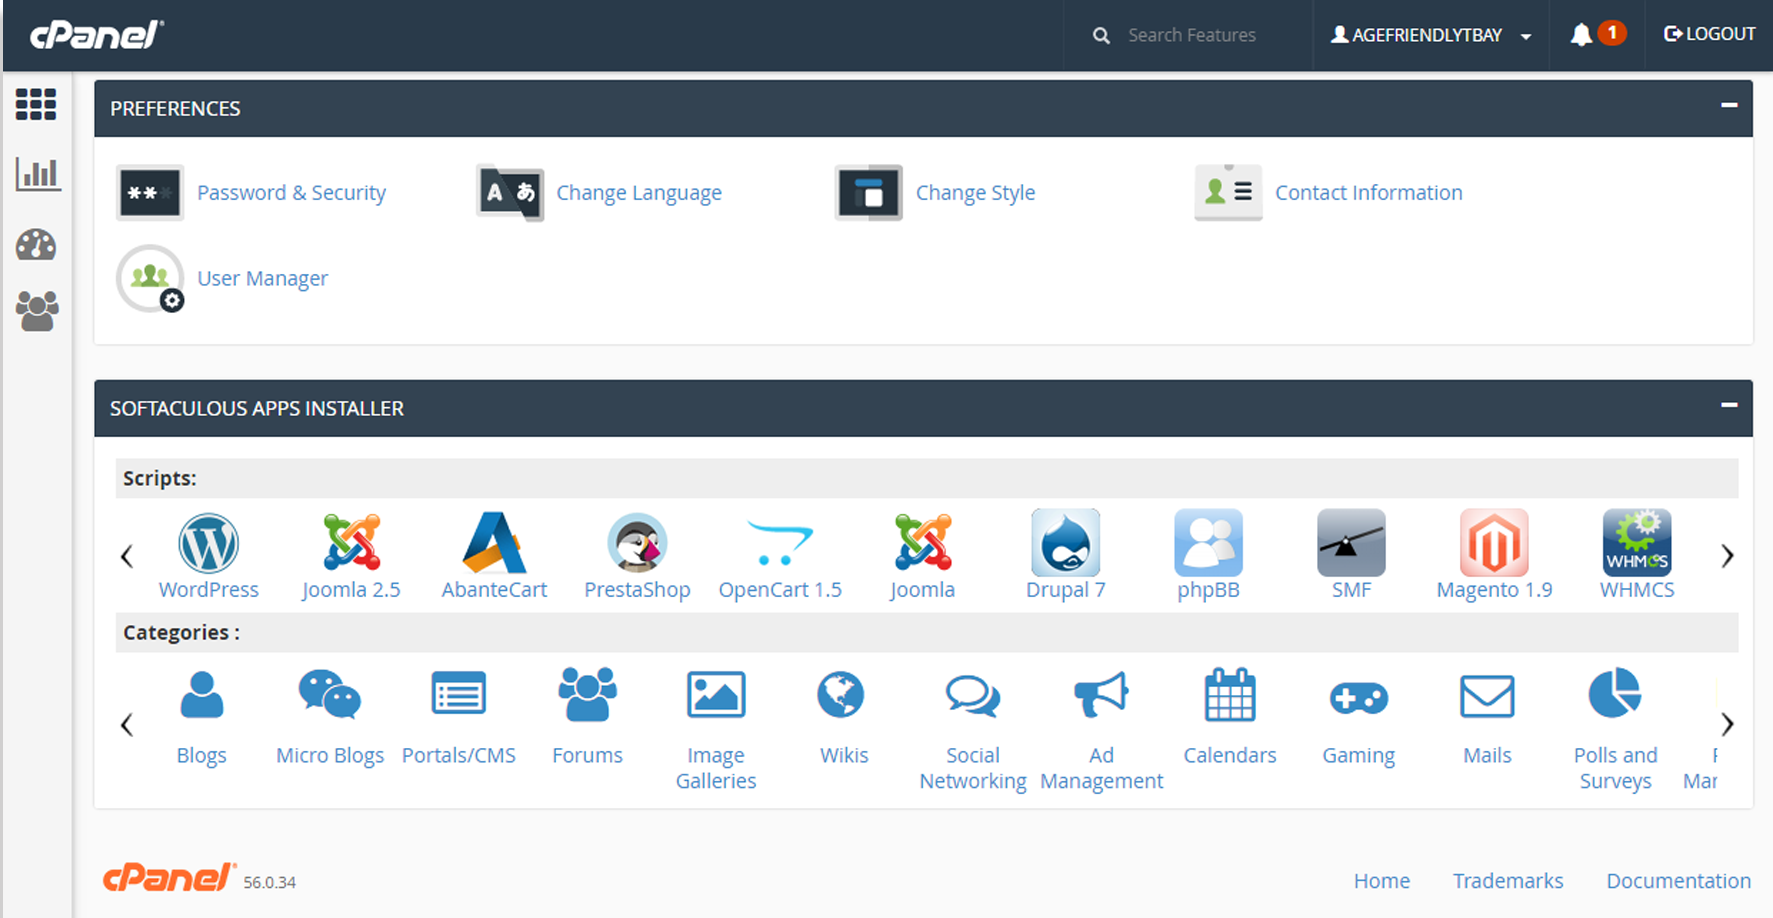 cPanel
Search Features
AGEFRIENDLYTBAY
1
LOGOUT
PREFERENCES
***
Password & Security
A あ
Change Language
Change Style
Contact Information
User Manager
SOFTACULOUS APPS INSTALLER
Scripts:
WordPress
Joomla 2.5
AbanteCart
PrestaShop
OpenCart 1.5
Joomla
Drupal 7
phpBB
SMF
Magento 1.9
WHMCS
WHMCS
Categories :
Blogs
Micro Blogs
Portals/CMS
Forums
Image
Galleries
Wikis
Social
Networking
Ad
Management
Calendars
Gaming
Mails
Polls and
Surveys
cPanel 56.0.34
Home
Trademarks
Documentation